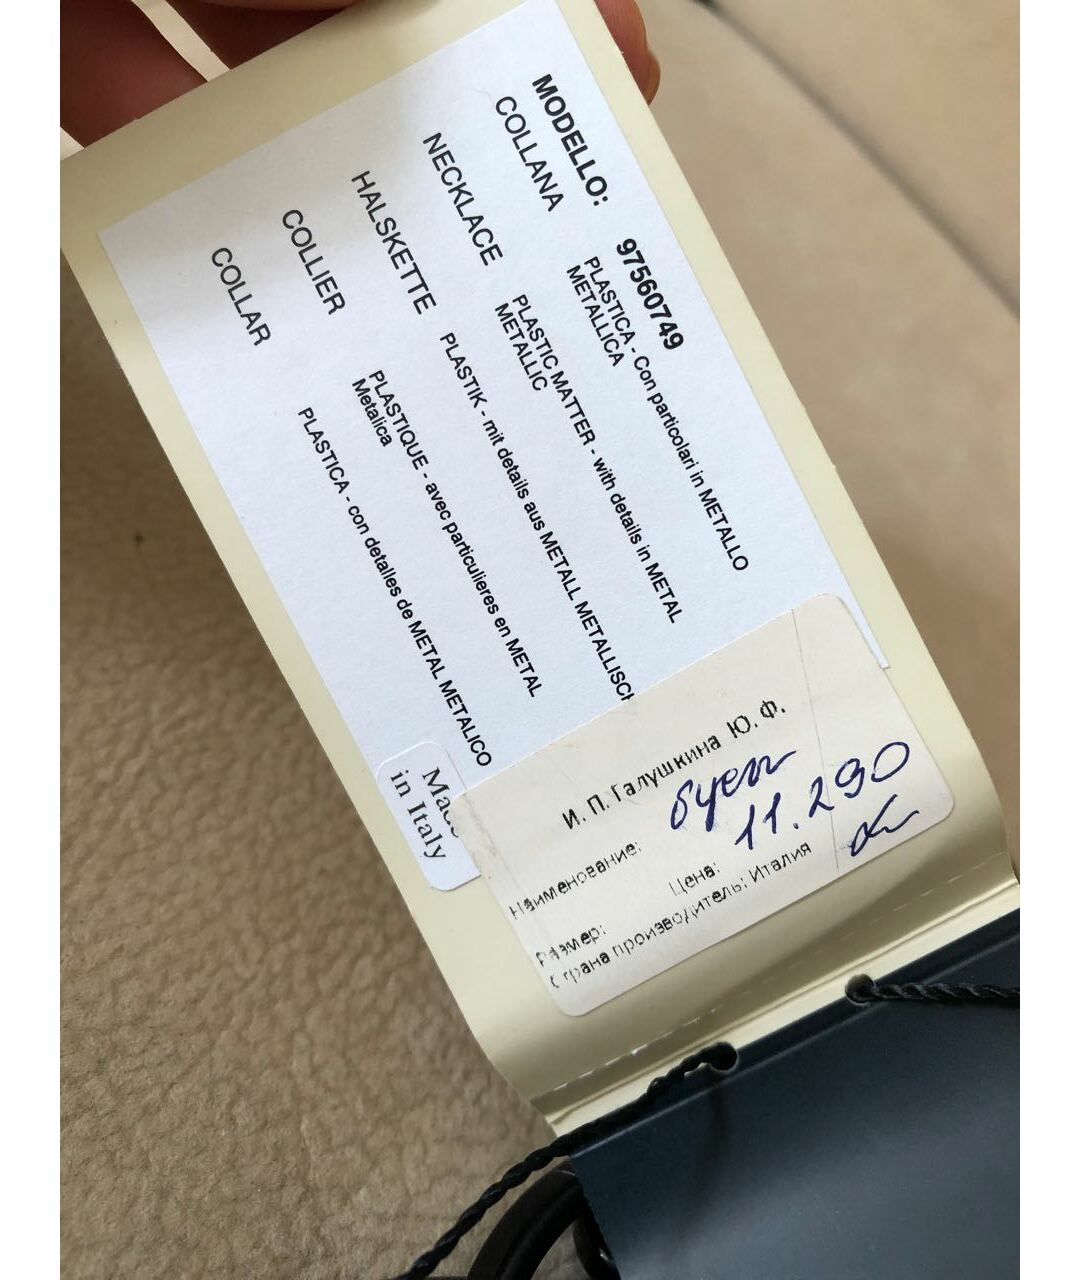 MODELLO: 97560749
COLLANA PLASTICA - Con particolari in METALLO
METALLICA
NECKLACE PLASTIC MATTER - with details in METAL
METALLIC
HALSKETTE PLASTIK - mit details aus METALL METALLISCH
COLLIER PLASTIQUE - avec particulieres en METAL
Metalica
COLLAR PLASTICA - con detalles de METAL METALICO
Made
in Italy
И. П. Галушкина Ю. Ф.
Наименование:
Цена: 11.290
Размер:
Страна производитель: Италия